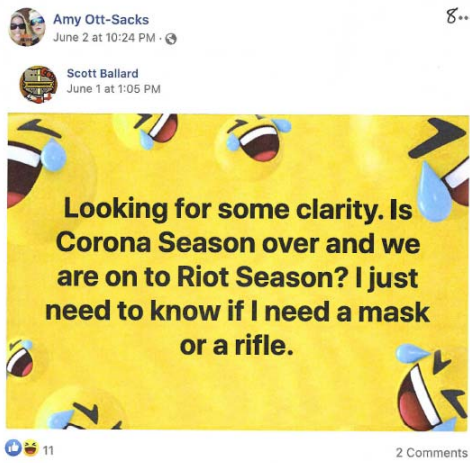 Amy Ott-Sacks
8..
June 2 at 10:24 PM ·
Scott Ballard
June 1 at 1:05 PM
Looking for some clarity. Is
Corona Season over and we
are on to Riot Season? I just
need to know if I need a mask
or a rifle.
11
2 Comments